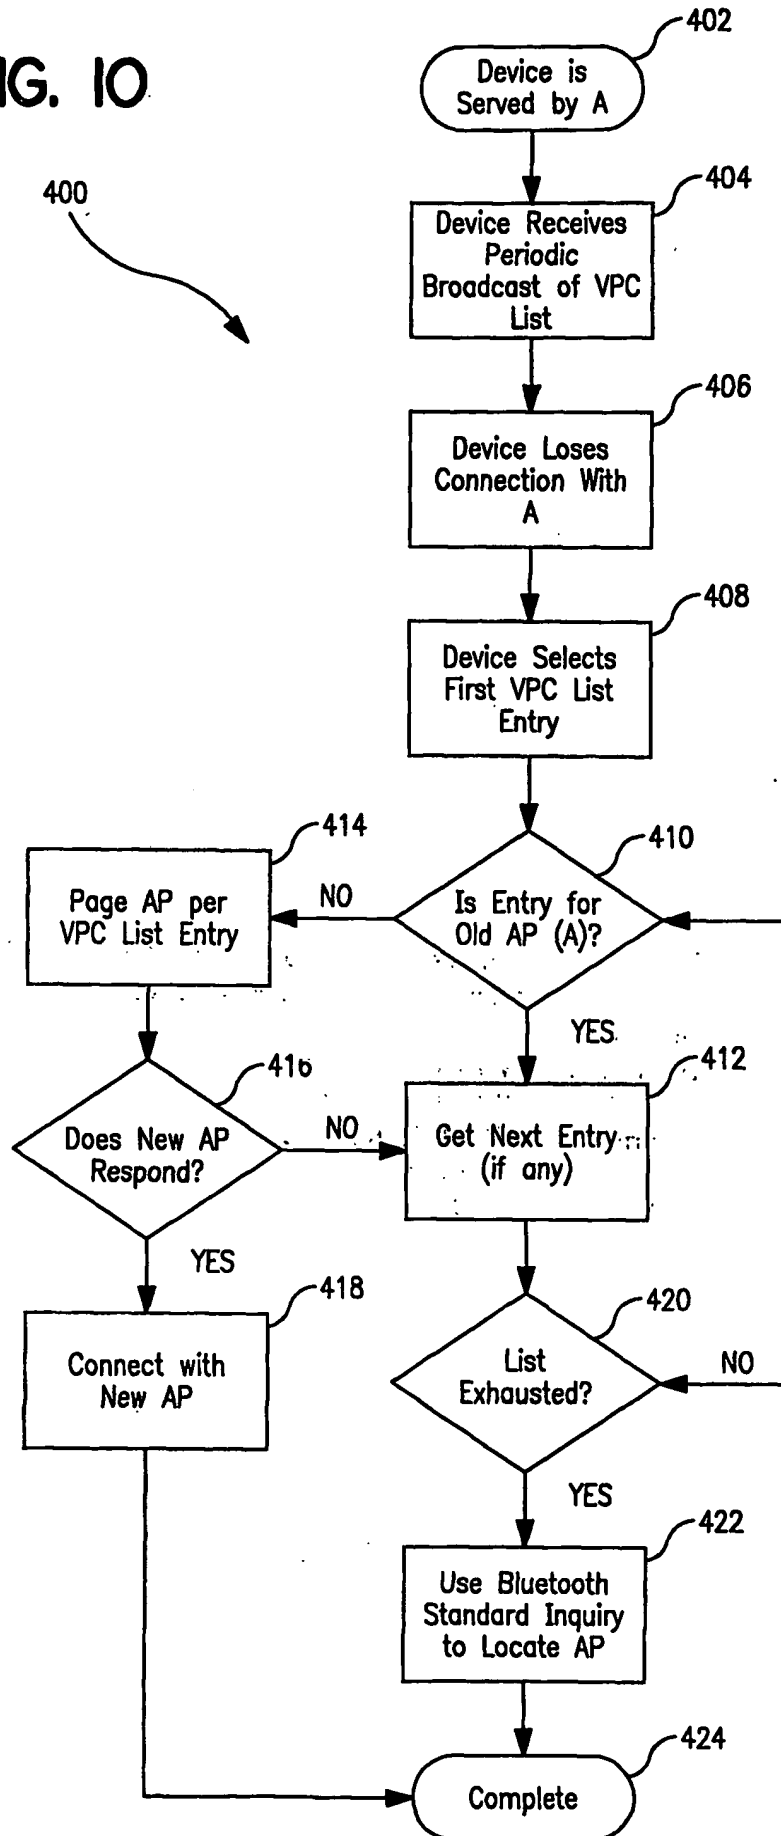 IG. 10
402
Device is
Served by A
400
404
Device Receives
Periodic
Broadcast of VPC
List
406
Device Loses
Connection With
A
408
Device Selects
First VPC List
Entry
414
410
Page AP per
VPC List Entry
NO
Is Entry for
Old AP (A)?
YES
416
412
Does New AP
Respond?
NO
Get Next Entry
(if any)
YES
418
420
Connect with
New AP
List
Exhausted?
NO
YES
422
Use Bluetooth
Standard Inquiry
to Locate AP
424
Complete